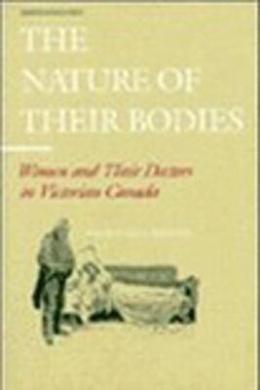 THE
NATURE OF
THEIR BODIES
Women and Their Doctors
in Victorian Canada